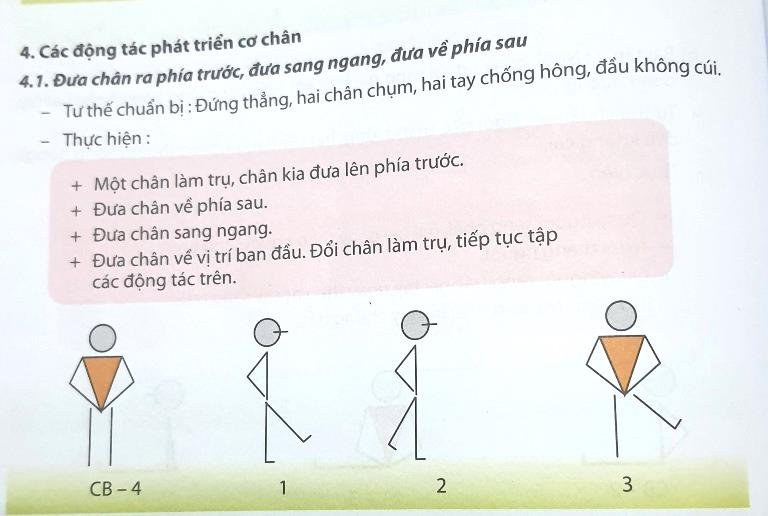 4. Các động tác phát triển cơ chân
4.1. Đưa chân ra phía trước, đưa sang ngang, đưa về phía sau
– Tư thế chuẩn bị : Đứng thẳng, hai chân chụm, hai tay chống hông, đầu không cúi.
– Thực hiện :
+ Một chân làm trụ, chân kia đưa lên phía trước.
+ Đưa chân về phía sau.
+ Đưa chân sang ngang.
+ Đưa chân về vị trí ban đầu. Đổi chân làm trụ, tiếp tục tập
các động tác trên.
CB – 4 1 2 3